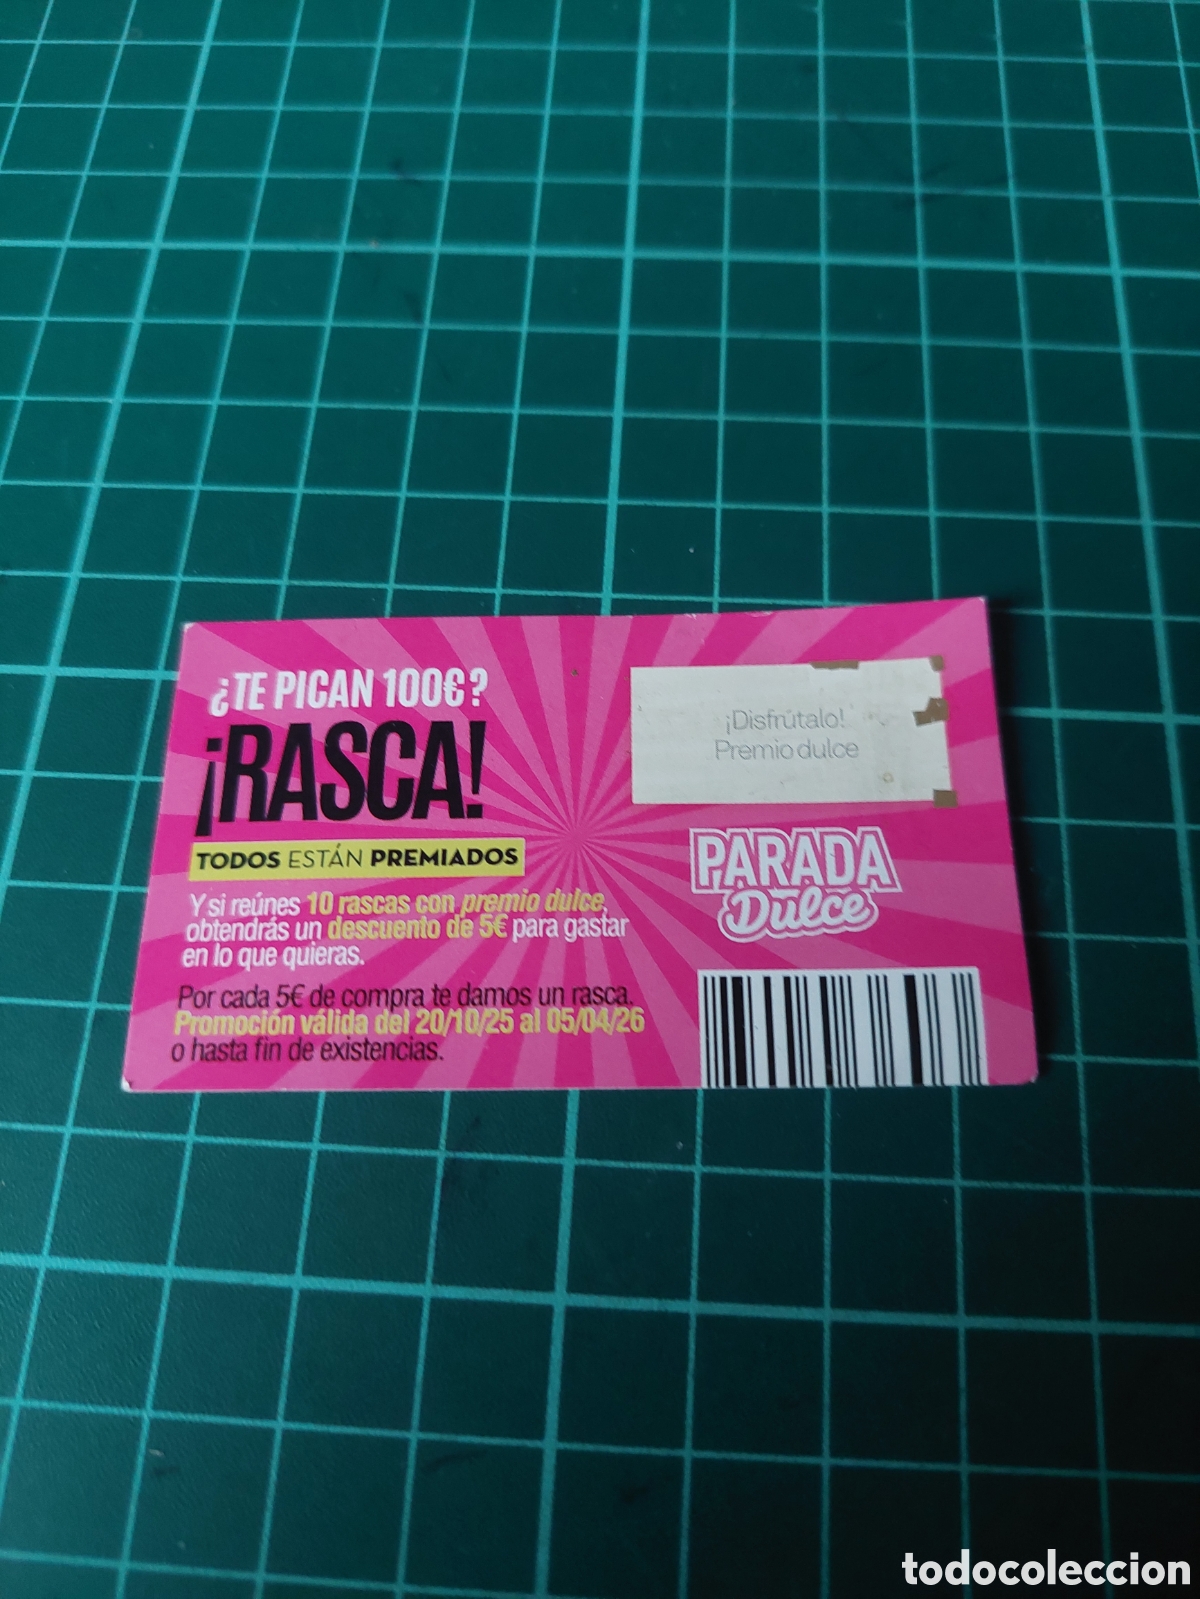 ¿TE PICAN 100€?
¡RASCA!
TODOS ESTÁN PREMIADOS
Y si reúnes 10 rascas con premio dulce,
obtendrás un descuento de 5€ para gastar
en lo que quieras.
Por cada 5€ de compra te damos un rasca.
Promoción válida del 20/10/25 al 05/04/26
o hasta fin de existencias.
¡Disfrútalo!
Premio dulce
PARADA
Dulce
todocoleccion